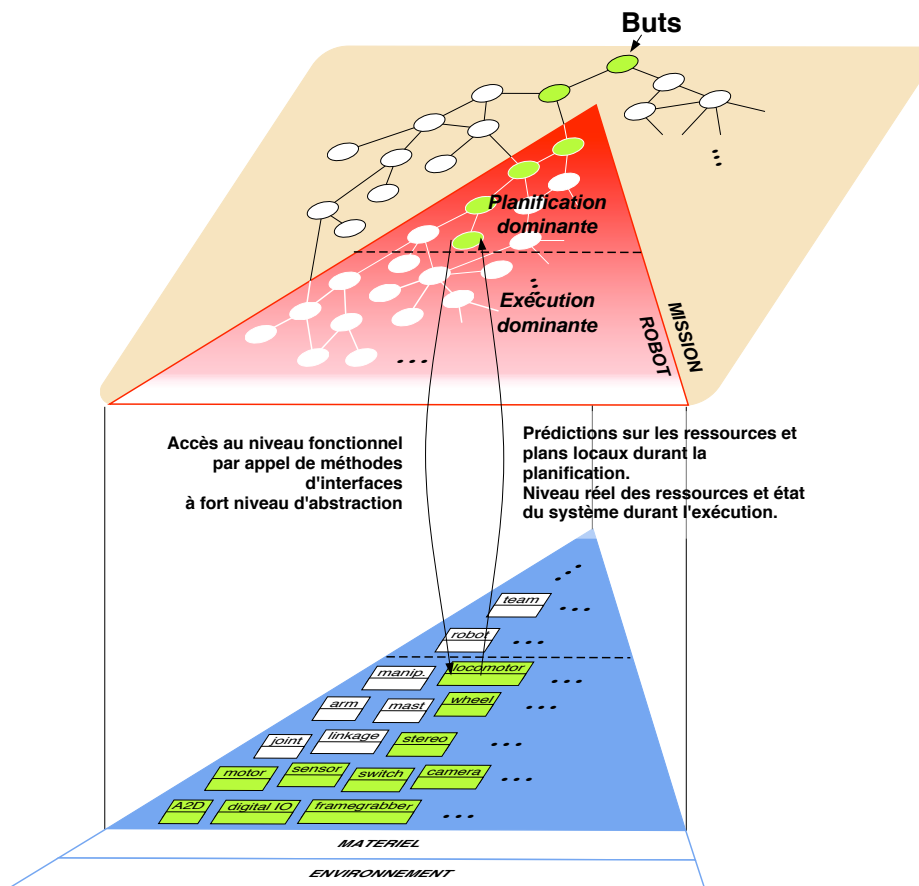 Buts
Planification
dominante
Exécution
dominante
MISSION
ROBOT
Accès au niveau fonctionnel
par appel de méthodes
d'interfaces
à fort niveau d'abstraction
Prédictions sur les ressources et
plans locaux durant la
planification.
Niveau réel des ressources et état
du système durant l'exécution.
team
robot
manip.
locomotor
arm
mast
wheel
joint
linkage
stereo
motor
sensor
switch
camera
A2D
digital IO
framegrabber
MATERIEL
ENVIRONNEMENT